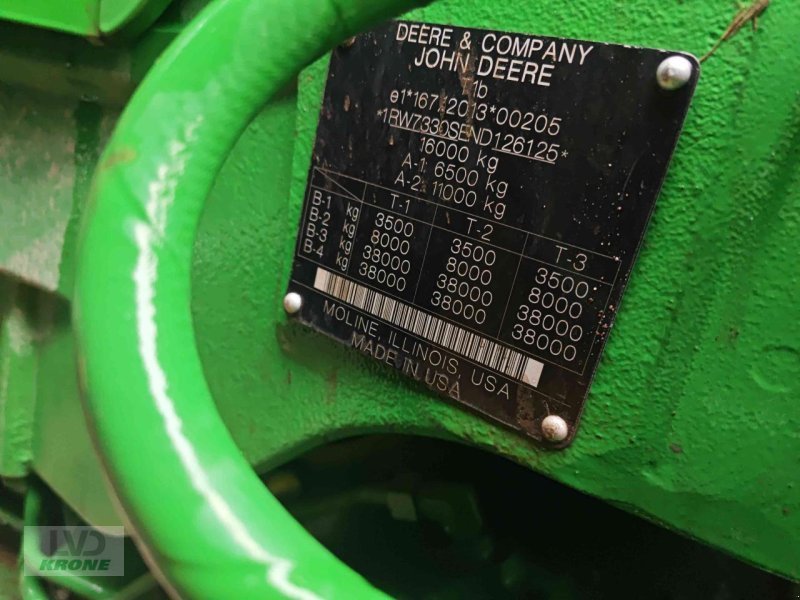 DEERE & COMPANY
JOHN DEERE
1b
e1*167/2013*00205
*1RW7330SEND126125*
16000 kg
A-1: 6500 kg
A-2: 11000 kg
T-1 T-2 T-3
B-1 kg 3500 3500 3500
B-2 kg 8000 8000 8000
B-3 kg 38000 38000 38000
B-4 kg 38000 38000 38000
MOLINE, ILLINOIS, USA
MADE IN USA
LVD
KRONE